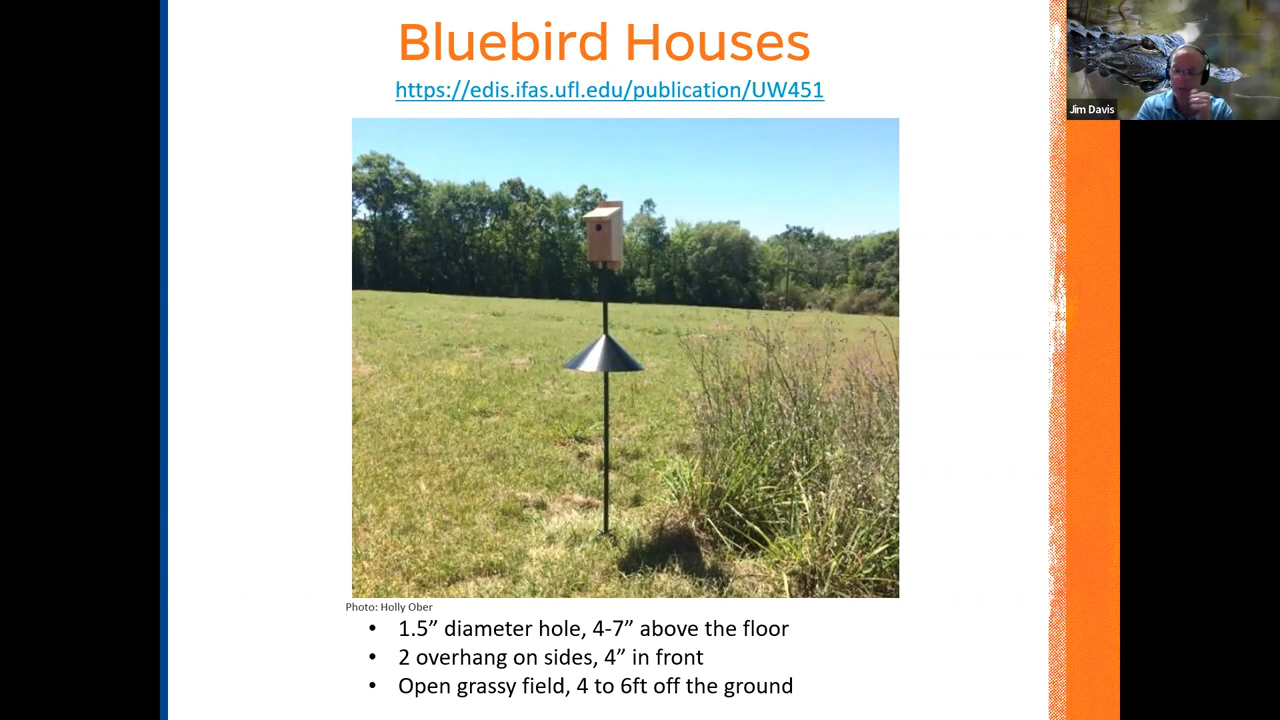 Bluebird Houses
https://edis.ifas.ufl.edu/publication/UW451
Jim Davis
Photo: Holly Ober
• 1.5” diameter hole, 4-7” above the floor
• 2 overhang on sides, 4” in front
• Open grassy field, 4 to 6ft off the ground